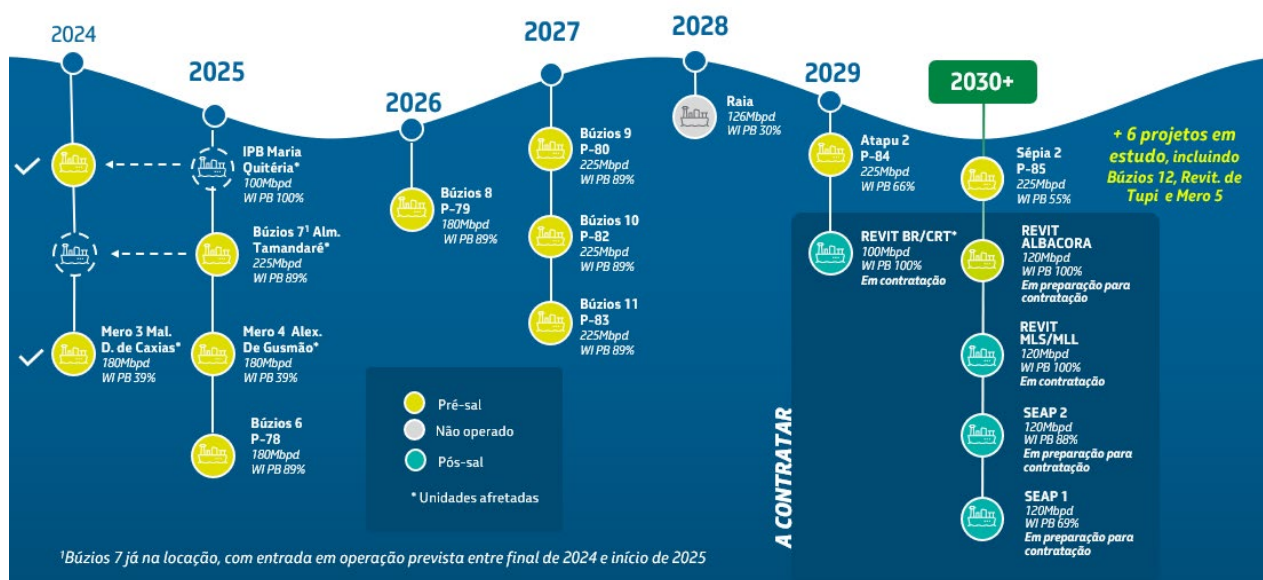 2024
2025
2026
2027
2028
2029
2030+
IPB Maria
Quitéria*
100Mbpd
WI PB 100%
Búzios 7¹ Alm.
Tamandaré*
225Mbpd
WI PB 89%
Mero 3 Mal.
D. de Caxias*
180Mbpd
WI PB 39%
Mero 4 Alex.
De Gusmão*
180Mbpd
WI PB 39%
Búzios 6
P-78
180Mbpd
WI PB 89%
Búzios 8
P-79
180Mbpd
WI PB 89%
Búzios 9
P-80
225Mbpd
WI PB 89%
Búzios 10
P-82
225Mbpd
WI PB 89%
Búzios 11
P-83
225Mbpd
WI PB 89%
Raia
126Mbpd
WI PB 30%
Atapu 2
P-84
225Mbpd
WI PB 66%
REVIT BR/CRT*
100Mbpd
WI PB 100%
Em contratação
Sépia 2
P-85
225Mbpd
WI PB 55%
REVIT
ALBACORA
120Mbpd
WI PB 100%
Em preparação para
contratação
REVIT
MLS/MLL
120Mbpd
WI PB 100%
Em contratação
SEAP 2
120Mbpd
WI PB 88%
Em preparação para
contratação
SEAP 1
120Mbpd
WI PB 69%
Em preparação para
contratação
+ 6 projetos em
estudo, incluindo
Búzios 12, Revit. de
Tupi e Mero 5
A CONTRATAR
Pré-sal
Não operado
Pós-sal
* Unidades afretadas
¹Búzios 7 já na locação, com entrada em operação prevista entre final de 2024 e início de 2025